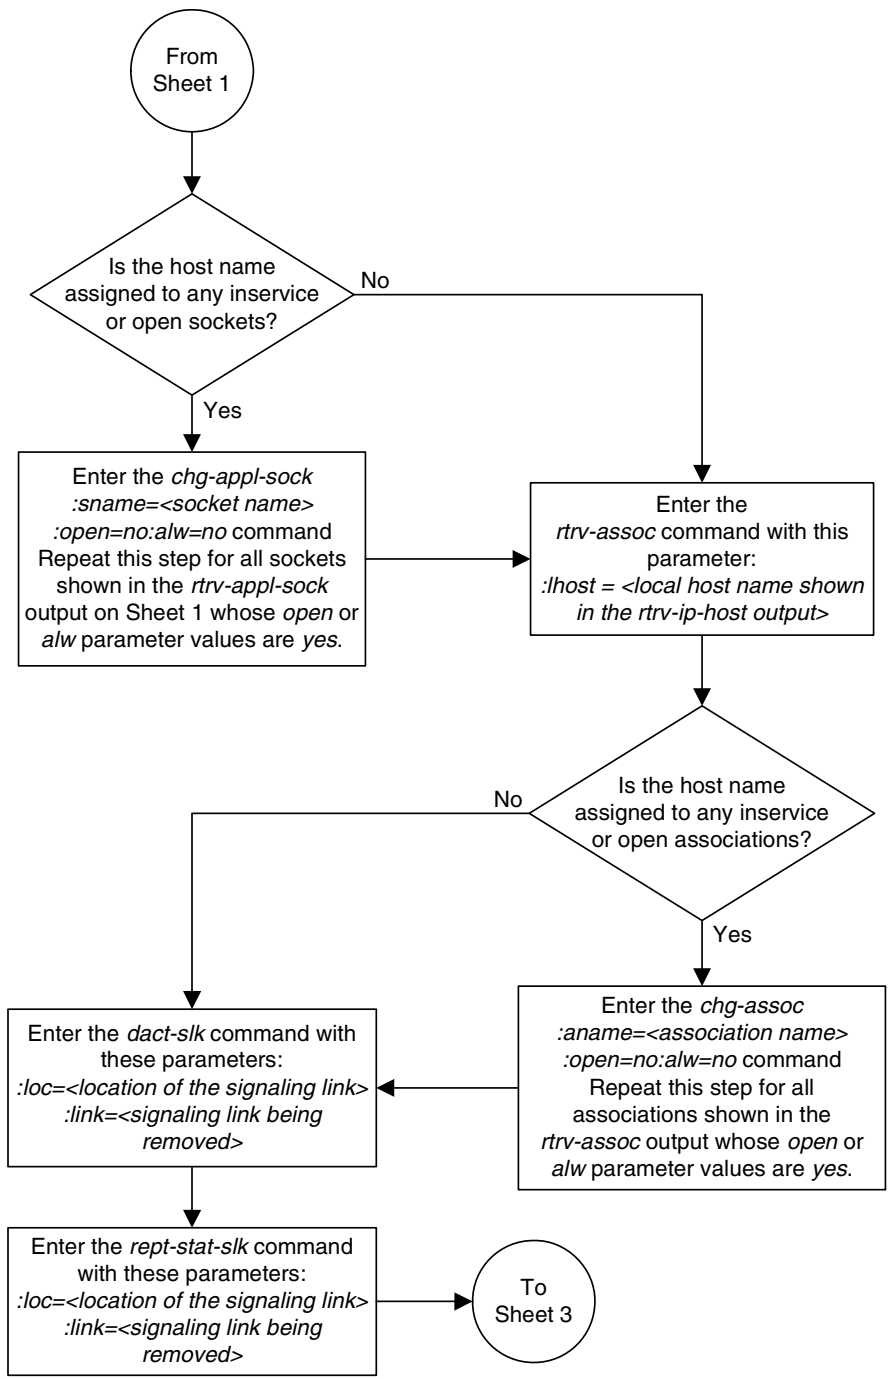 From
Sheet 1
Is the host name
assigned to any inservice
or open sockets?
No
Yes
Enter the chg-appl-sock
:sname=<socket name>
:open=no:alw=no command
Repeat this step for all sockets
shown in the rtrv-appl-sock
output on Sheet 1 whose open or
alw parameter values are yes.
Enter the
rtrv-assoc command with this
parameter:
:lhost = <local host name shown
in the rtrv-ip-host output>
Is the host name
assigned to any inservice
or open associations?
No
Yes
Enter the chg-assoc
:aname=<association name>
:open=no:alw=no command
Repeat this step for all
associations shown in the
rtrv-assoc output whose open or
alw parameter values are yes.
Enter the dact-slk command with
these parameters:
:loc=<location of the signaling link>
:link=<signaling link being
removed>
Enter the rept-stat-slk command
with these parameters:
:loc=<location of the signaling link>
:link=<signaling link being
removed>
To
Sheet 3